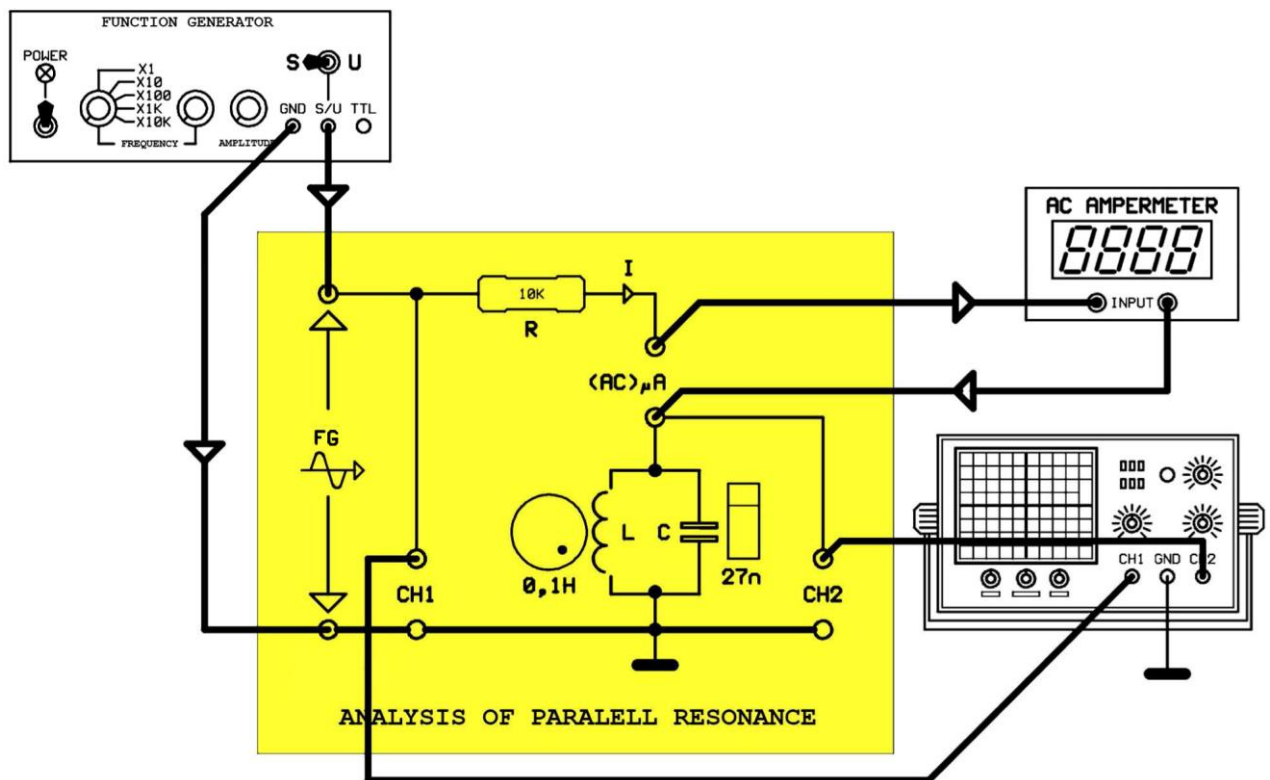 FUNCTION GENERATOR
POWER
S U
X1
X10
X100
X1K
X10K
GND S/U TTL
FREQUENCY
AMPLITUDE
AC AMPERMETER
8888
INPUT
I
10K
R
(AC)μA
FG
L C
0,1H
27n
CH1
CH2
CH1 GND CH2
ANALYSIS OF PARALELL RESONANCE